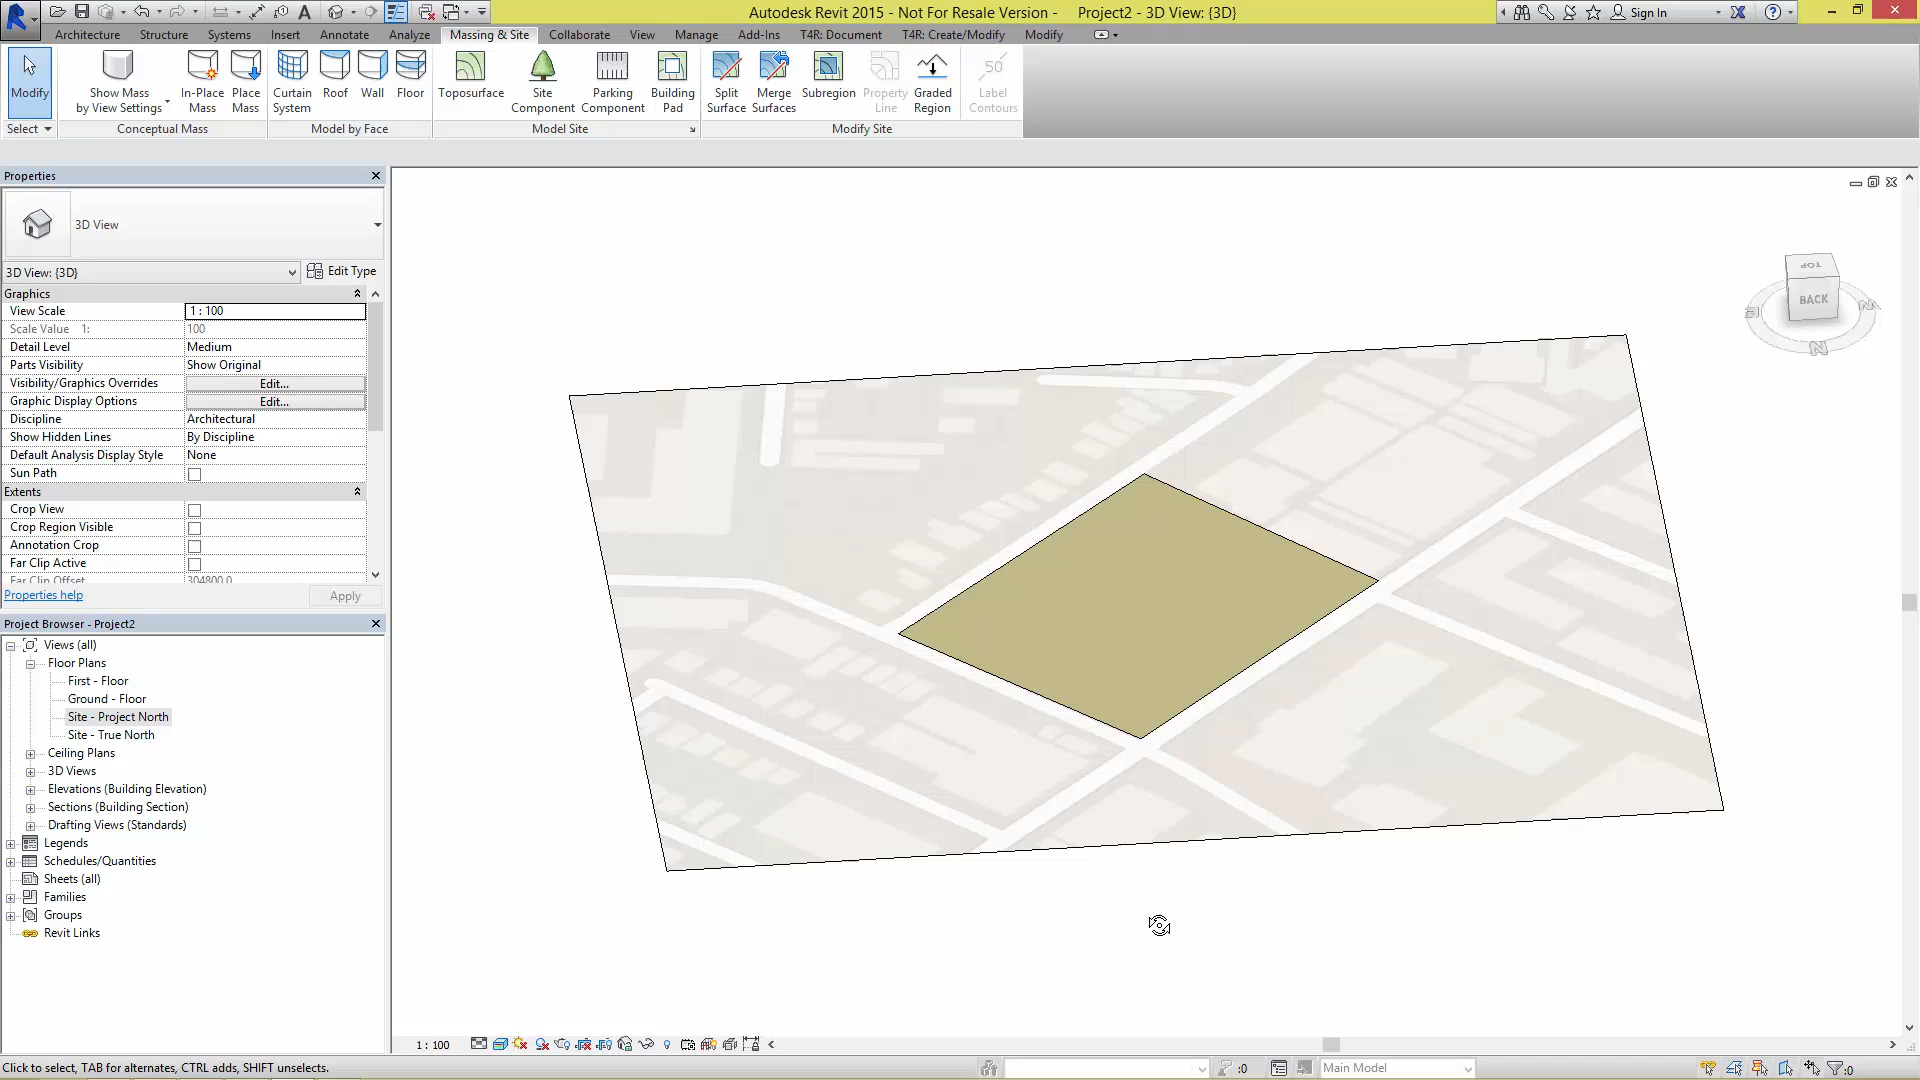 Autodesk Revit 2015 - Not For Resale Version -    Project2 - 3D View: {3D}
Sign In
Architecture Structure Systems Insert Annotate Analyze Massing & Site Collaborate View Manage Add-Ins T4R: Document T4R: Create/Modify Modify
Modify
Show Mass by View Settings
In-Place Mass
Place Mass
Curtain System
Roof
Wall
Floor
Toposurface
Site Component
Parking Component
Building Pad
Split Surface
Merge Surfaces
Subregion
Property Line
Graded Region
50
Label Contours
Select
Conceptual Mass
Model by Face
Model Site
Modify Site
Properties
3D View
3D View: {3D}
Edit Type
Graphics
View Scale 1 : 100
Scale Value 1: 100
Detail Level Medium
Parts Visibility Show Original
Visibility/Graphics Overrides Edit...
Graphic Display Options Edit...
Discipline Architectural
Show Hidden Lines By Discipline
Default Analysis Display Style None
Sun Path
Extents
Crop View
Crop Region Visible
Annotation Crop
Far Clip Active
Far Clip Offset 304800.0
Properties help
Apply
TOP
BACK
N
Project Browser - Project2
Views (all)
Floor Plans
First - Floor
Ground - Floor
Site - Project North
Site - True North
Ceiling Plans
3D Views
Elevations (Building Elevation)
Sections (Building Section)
Drafting Views (Standards)
Legends
Schedules/Quantities
Sheets (all)
Families
Groups
Revit Links
1 : 100
Click to select, TAB for alternates, CTRL adds, SHIFT unselects.
:0
Main Model
:0